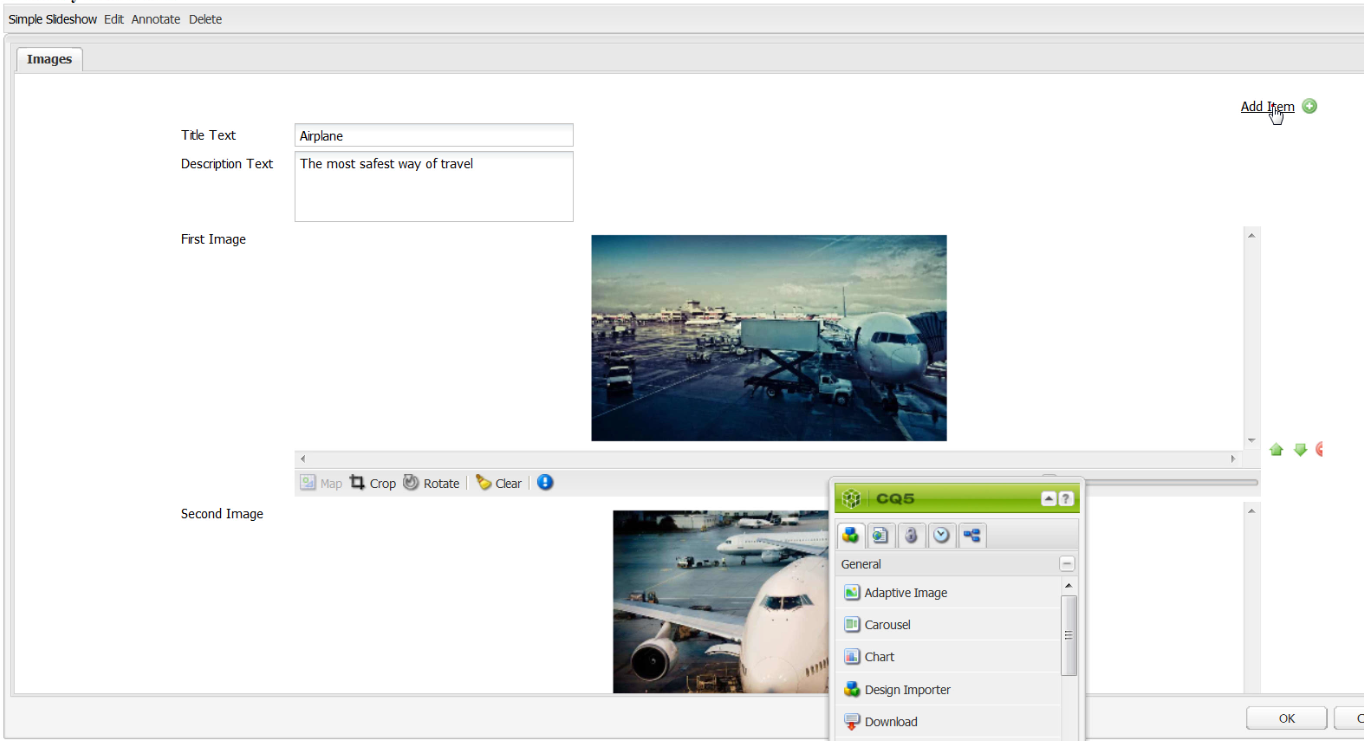 Simple Slideshow Edit Annotate Delete
Images
Add Item
Title Text Airplane
Description Text The most safest way of travel
First Image
Map Crop Rotate Clear
Second Image
CQ5 ?
General
Adaptive Image
Carousel
Chart
Design Importer
Download
OK